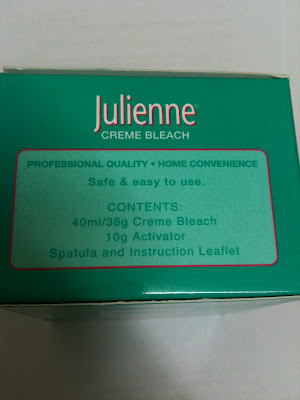 Julienne
CREME BLEACH
PROFESSIONAL QUALITY • HOME CONVENIENCE
Safe & easy to use.
CONTENTS:
40ml/36g Creme Bleach
10g Activator
Spatula and Instruction Leaflet